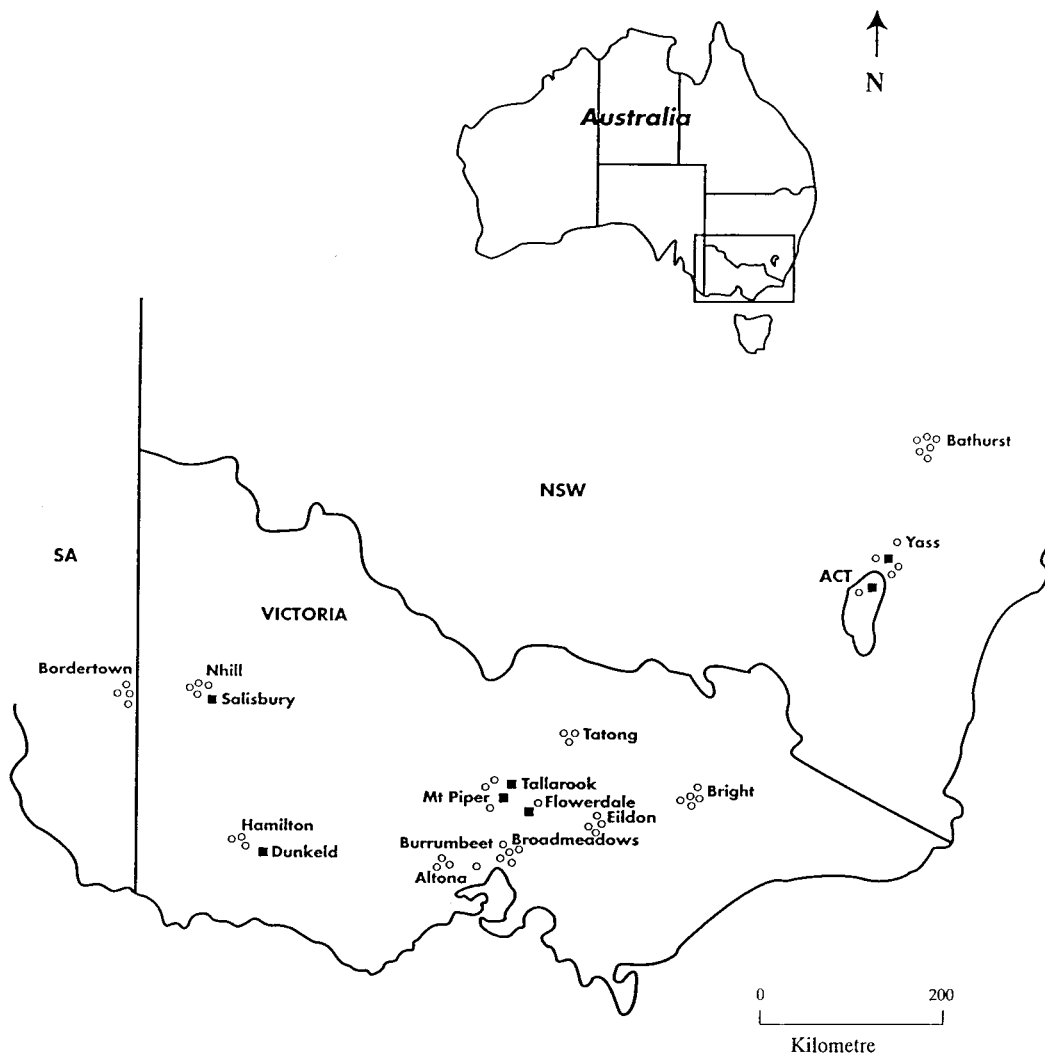 N
Australia
Bathurst
NSW
Yass
SA
ACT
VICTORIA
Bordertown
Nhill
Salisbury
Tatong
Tallarook
Mt Piper
Flowerdale
Bright
Eildon
Hamilton
Burrumbeet
Broadmeadows
Dunkeld
Altona
0 200
Kilometre